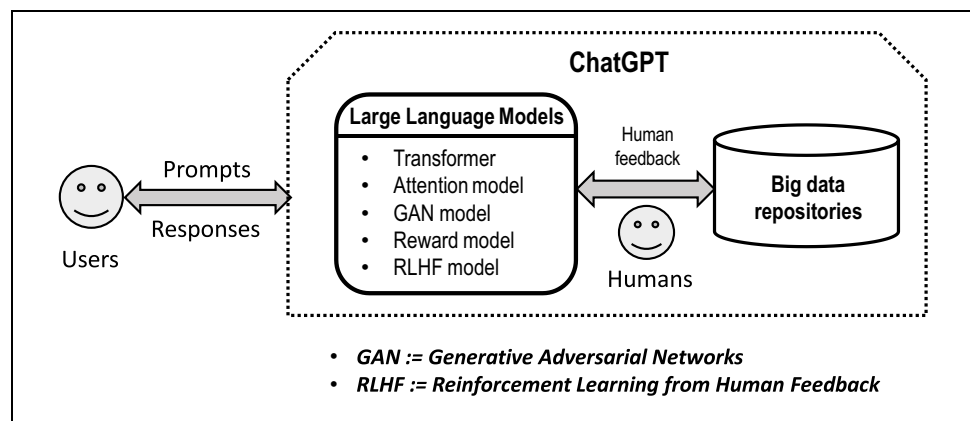 ChatGPT
Large Language Models
• Transformer
• Attention model
• GAN model
• Reward model
• RLHF model
Human
feedback
Big data
repositories
Humans
Prompts
Responses
Users
• GAN := Generative Adversarial Networks
• RLHF := Reinforcement Learning from Human Feedback